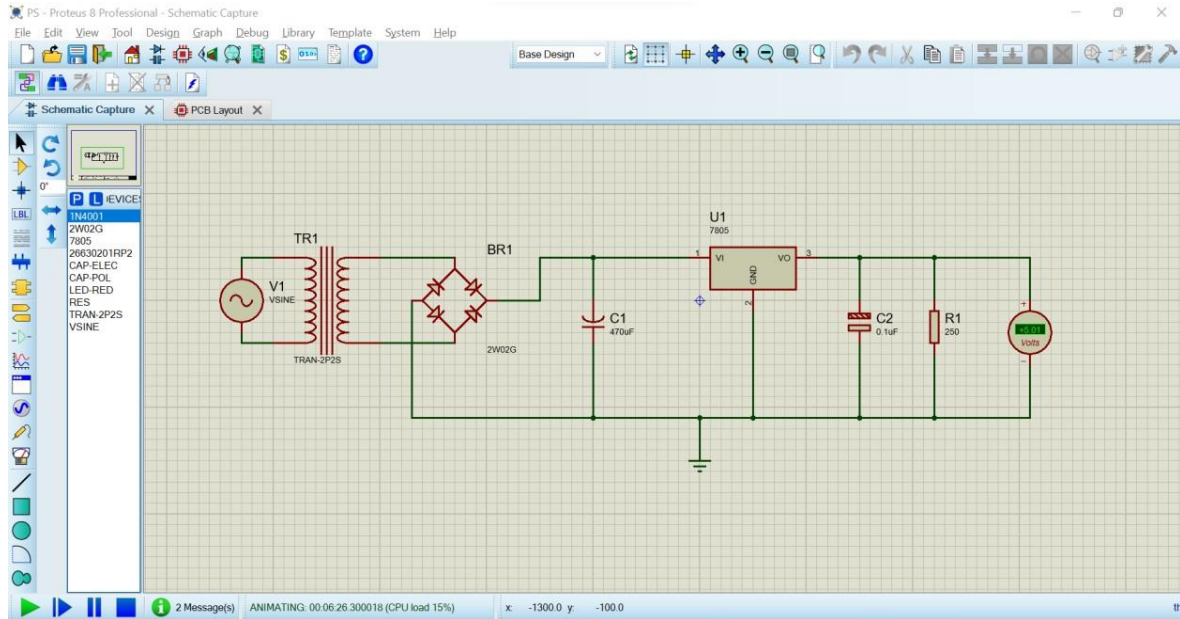 PS - Proteus 8 Professional - Schematic Capture
File Edit View Tool Design Graph Debug Library Template System Help
Base Design
Schematic Capture
PCB Layout
0°
P L EVICES
LBL
1N4001
2W02G
7805
26630201RP2
CAP-ELEC
CAP-POL
LED-RED
RES
TRAN-2P2S
VSINE
TR1
TRAN-2P2S
V1
VSINE
BR1
2W02G
C1
470uF
U1
7805
1 VI VO 3
GND
2
C2
0.1uF
R1
250
+5.01
Volts
2 Message(s) ANIMATING: 00:06:26.300018 (CPU load 15%) x: -1300.0 y: -100.0 th